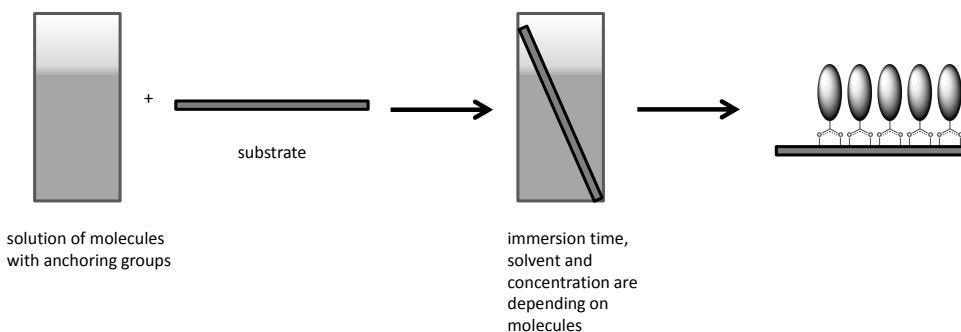 +
substrate
solution of molecules
with anchoring groups
immersion time,
solvent and
concentration are
depending on
molecules
O O O O O O O O O O